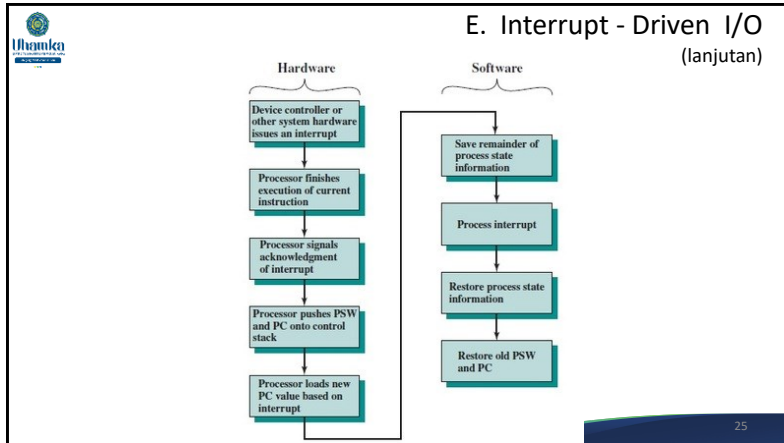 Uhamka
E. Interrupt - Driven I/O
(lanjutan)
Hardware
Device controller or
other system hardware
issues an interrupt
Processor finishes
execution of current
instruction
Processor signals
acknowledgment
of interrupt
Processor pushes PSW
and PC onto control
stack
Processor loads new
PC value based on
interrupt
Software
Save remainder of
process state
information
Process interrupt
Restore process state
information
Restore old PSW
and PC
25